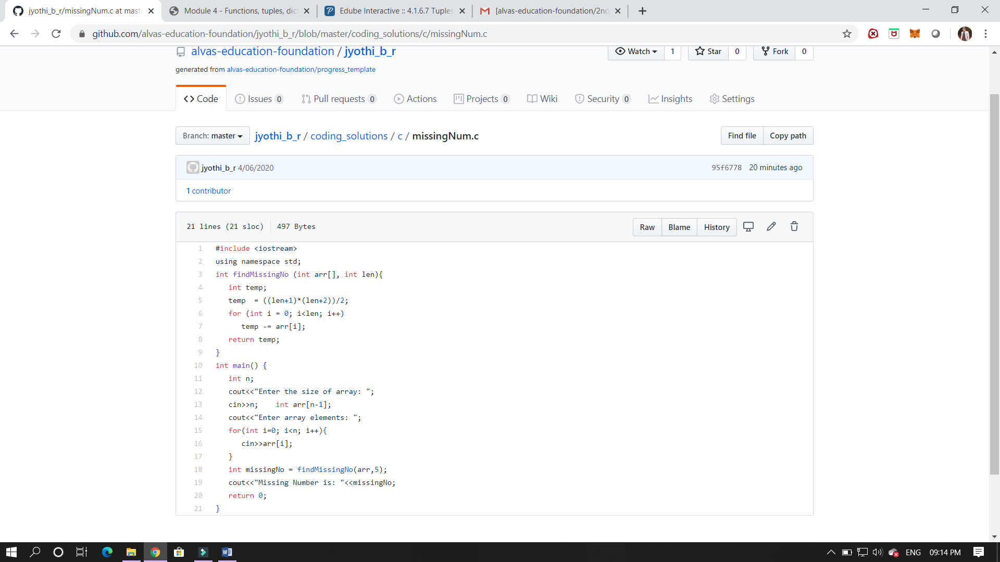 jyothi_b_r/missingNum.c at maste
Module 4 - Functions, tuples, dict
Edube Interactive :: 4.1.6.7 Tuples
[alvas-education-foundation/2nd
github.com/alvas-education-foundation/jyothi_b_r/blob/master/coding_solutions/c/missingNum.c
alvas-education-foundation / jyothi_b_r
Watch 1 Star 0 Fork 0
generated from alvas-education-foundation/progress_template
Code Issues 0 Pull requests 0 Actions Projects 0 Wiki Security 0 Insights Settings
Branch: master jyothi_b_r / coding_solutions / c / missingNum.c Find file Copy path
jyothi_b_r 4/06/2020 95f6778 20 minutes ago
1 contributor
21 lines (21 sloc) 497 Bytes Raw Blame History
1 #include <iostream>
2 using namespace std;
3 int findMissingNo (int arr[], int len){
4 int temp;
5 temp  = ((len+1)*(len+2))/2;
6 for (int i = 0; i<len; i++)
7 temp -= arr[i];
8 return temp;
9 }
10 int main() {
11 int n;
12 cout<<"Enter the size of array: ";
13 cin>>n;    int arr[n-1];
14 cout<<"Enter array elements: ";
15 for(int i=0; i<n; i++){
16 cin>>arr[i];
17 }
18 int missingNo = findMissingNo(arr,5);
19 cout<<"Missing Number is: "<<missingNo;
20 return 0;
21 }
ENG 09:14 PM